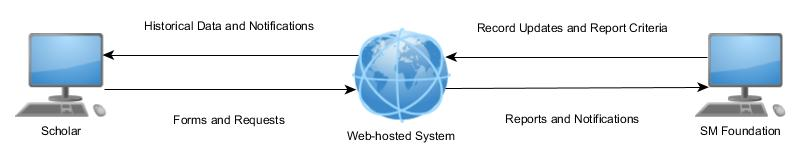 Historical Data and Notifications
Record Updates and Report Criteria
Forms and Requests
Reports and Notifications
Scholar
Web-hosted System
SM Foundation